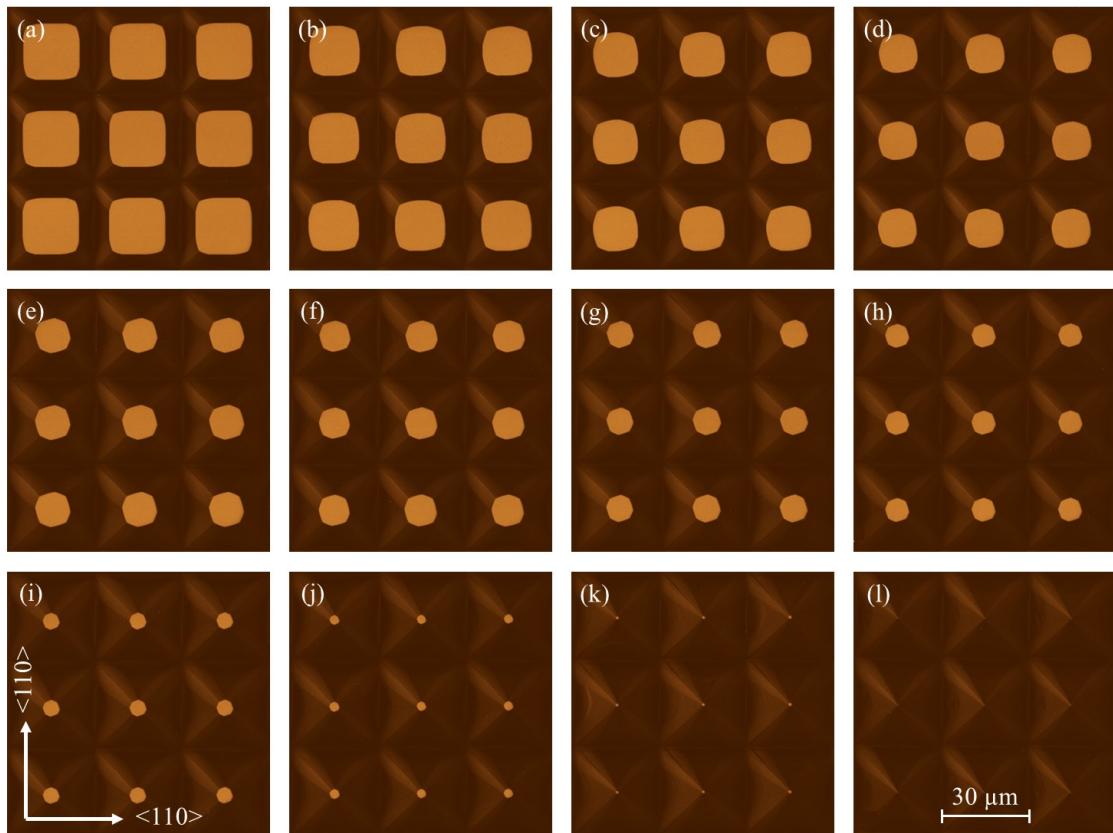 (a)
(b)
(c)
(d)
(e)
(f)
(g)
(h)
(i)
(j)
(k)
(l)
<110>
<110>
30 µm